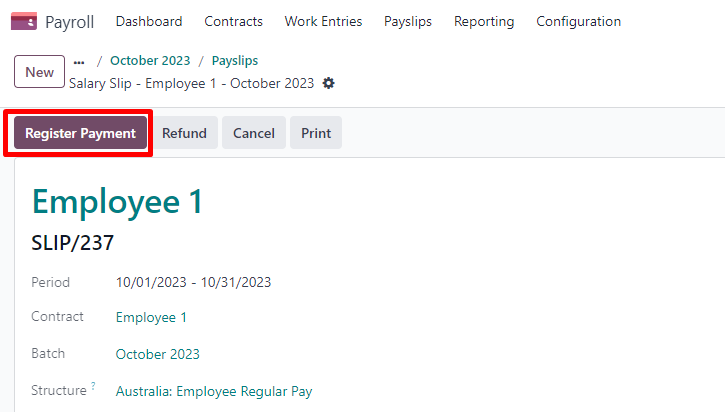 Payroll Dashboard Contracts Work Entries Payslips Reporting Configuration
New ... / October 2023 / Payslips
Salary Slip - Employee 1 - October 2023
Register Payment Refund Cancel Print
Employee 1
SLIP/237
Period 10/01/2023 - 10/31/2023
Contract Employee 1
Batch October 2023
Structure ? Australia: Employee Regular Pay